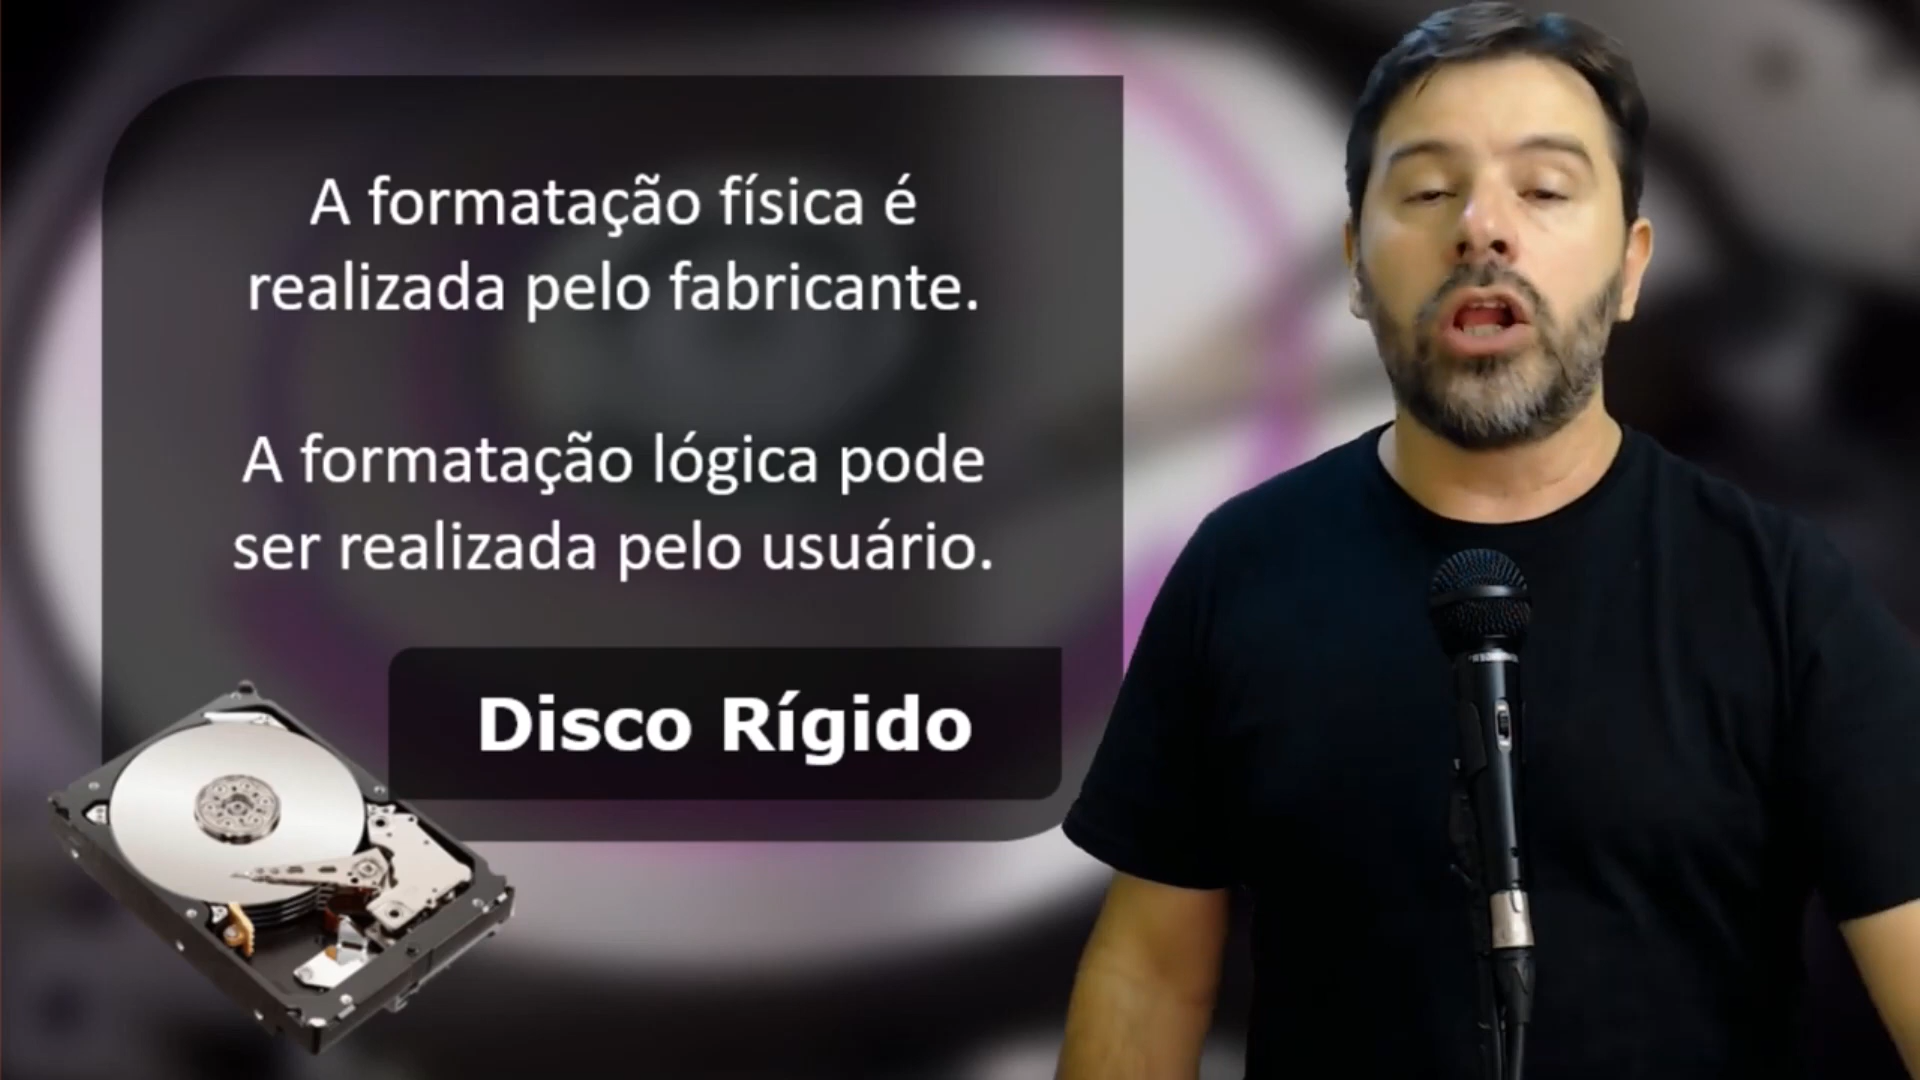 A formatação física é
realizada pelo fabricante.
A formatação lógica pode
ser realizada pelo usuário.
Disco Rígido